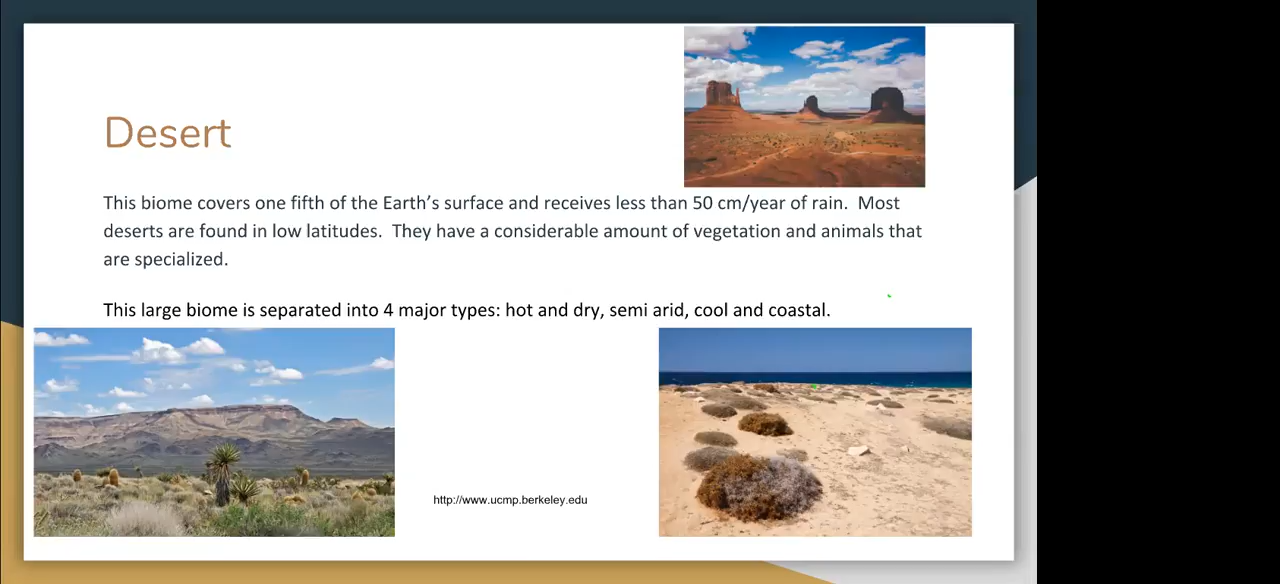 Desert
This biome covers one fifth of the Earth’s surface and receives less than 50 cm/year of rain.  Most
deserts are found in low latitudes.  They have a considerable amount of vegetation and animals that
are specialized.
This large biome is separated into 4 major types: hot and dry, semi arid, cool and coastal.
http://www.ucmp.berkeley.edu